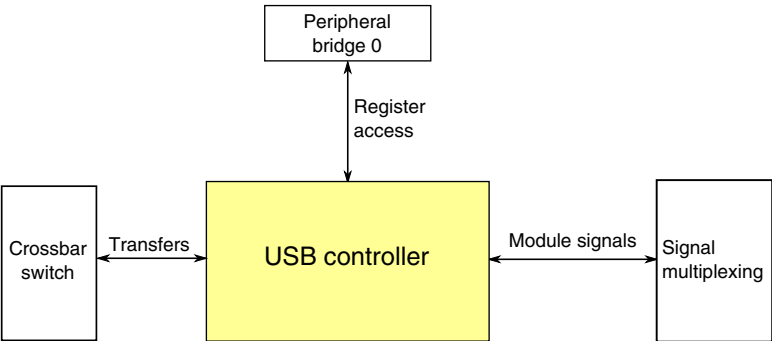 Peripheral
bridge 0
Register
access
Crossbar
switch
Transfers
USB controller
Module signals
Signal
multiplexing